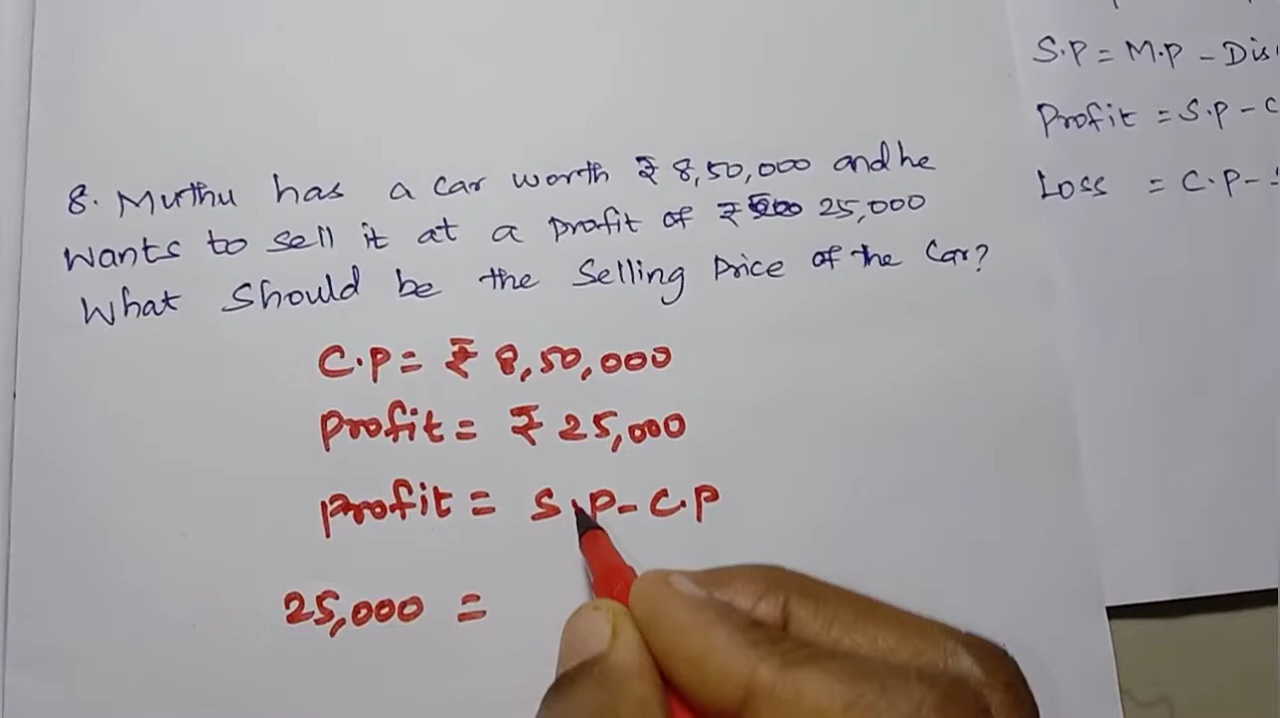 8. Muthu has a car worth ₹ 8,50,000 and he
wants to sell it at a profit of ₹ 25,000
What should be the selling price of the car?
C.P = ₹ 8,50,000
Profit = ₹ 25,000
Profit = S.P - C.P
25,000 =
S.P = M.P - Dis
Profit = S.P - C
Loss = C.P -